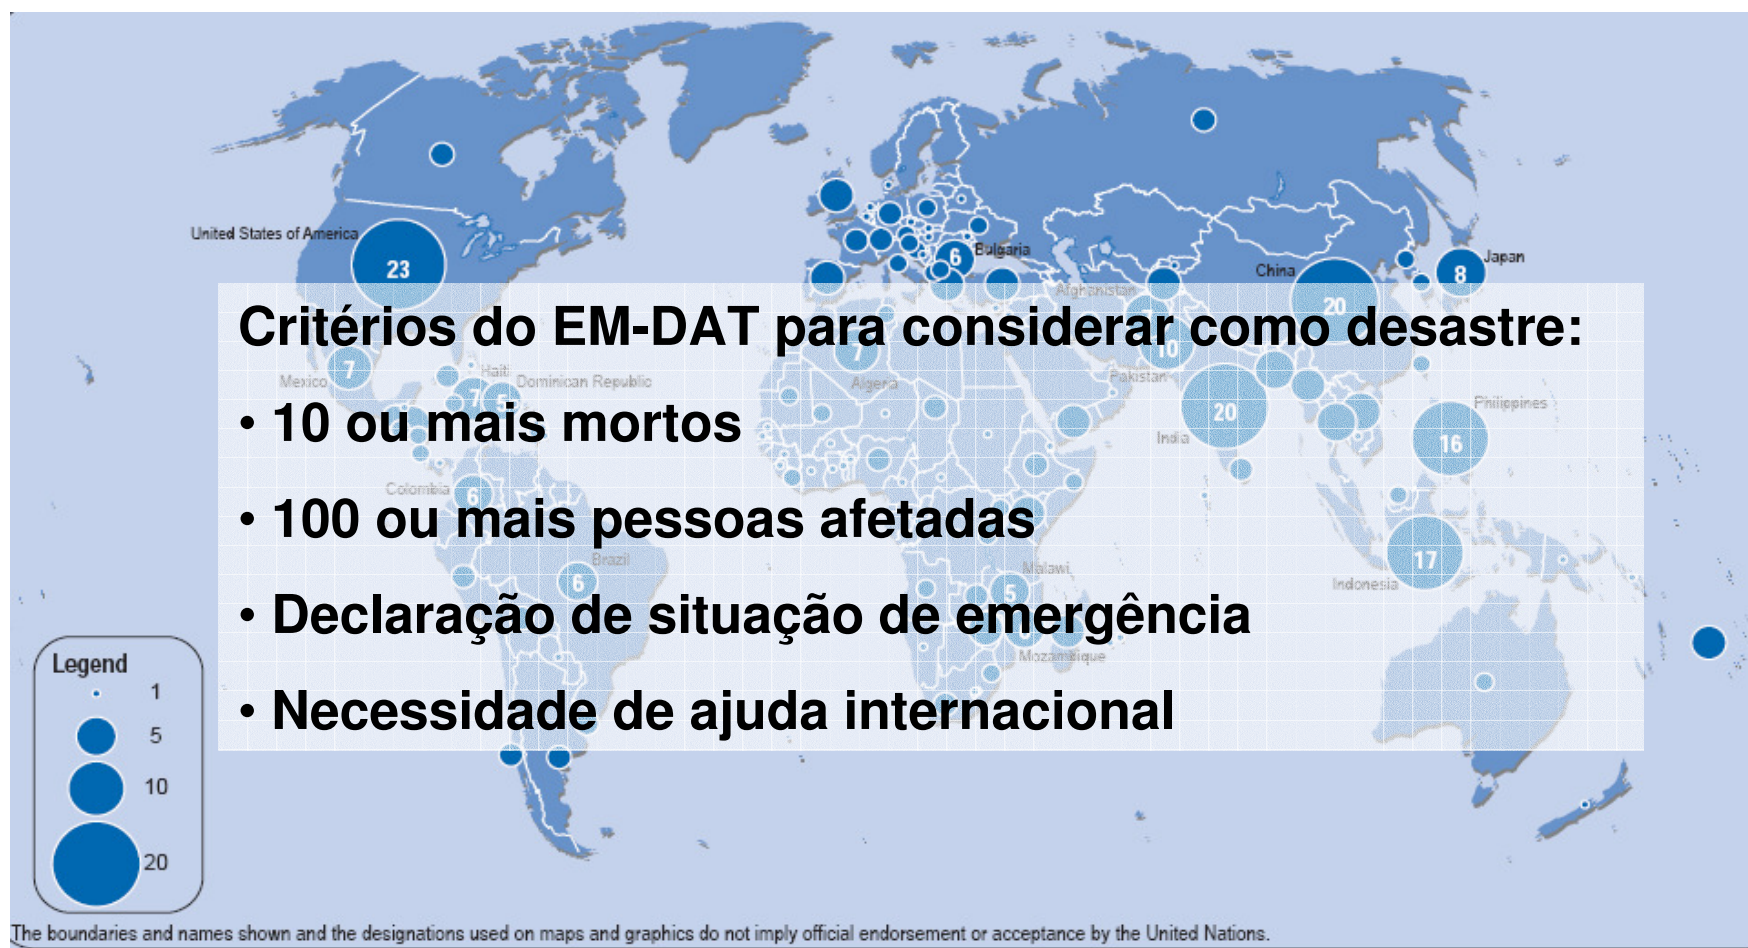 United States of America
23
6
Bulgaria
Japan
8
China
20
Afghanistan
Critérios do EM-DAT para considerar como desastre:
10
7
Mexico
7
Haiti
Dominican Republic
7
5
Algeria
Pakistan
20
India
Philippines
16
• 10 ou mais mortos
Colombia
6
• 100 ou mais pessoas afetadas
Brazil
6
Malawi
5
17
Indonesia
• Declaração de situação de emergência
Mozambique
• Necessidade de ajuda internacional
Legend
1
5
10
20
The boundaries and names shown and the designations used on maps and graphics do not imply official endorsement or acceptance by the United Nations.